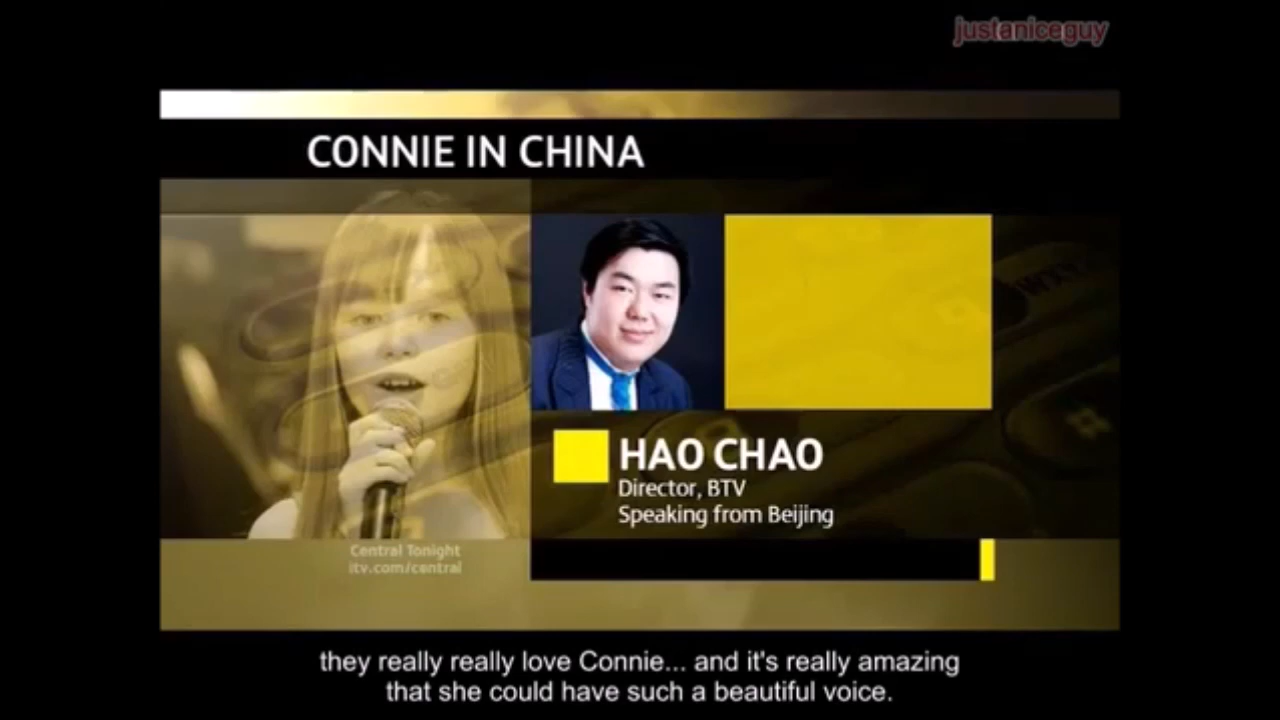 justaniceguy
CONNIE IN CHINA
HAO CHAO
Director, BTV
Speaking from Beijing
Central Tonight
itv.com/central
they really really love Connie... and it's really amazing
that she could have such a beautiful voice.